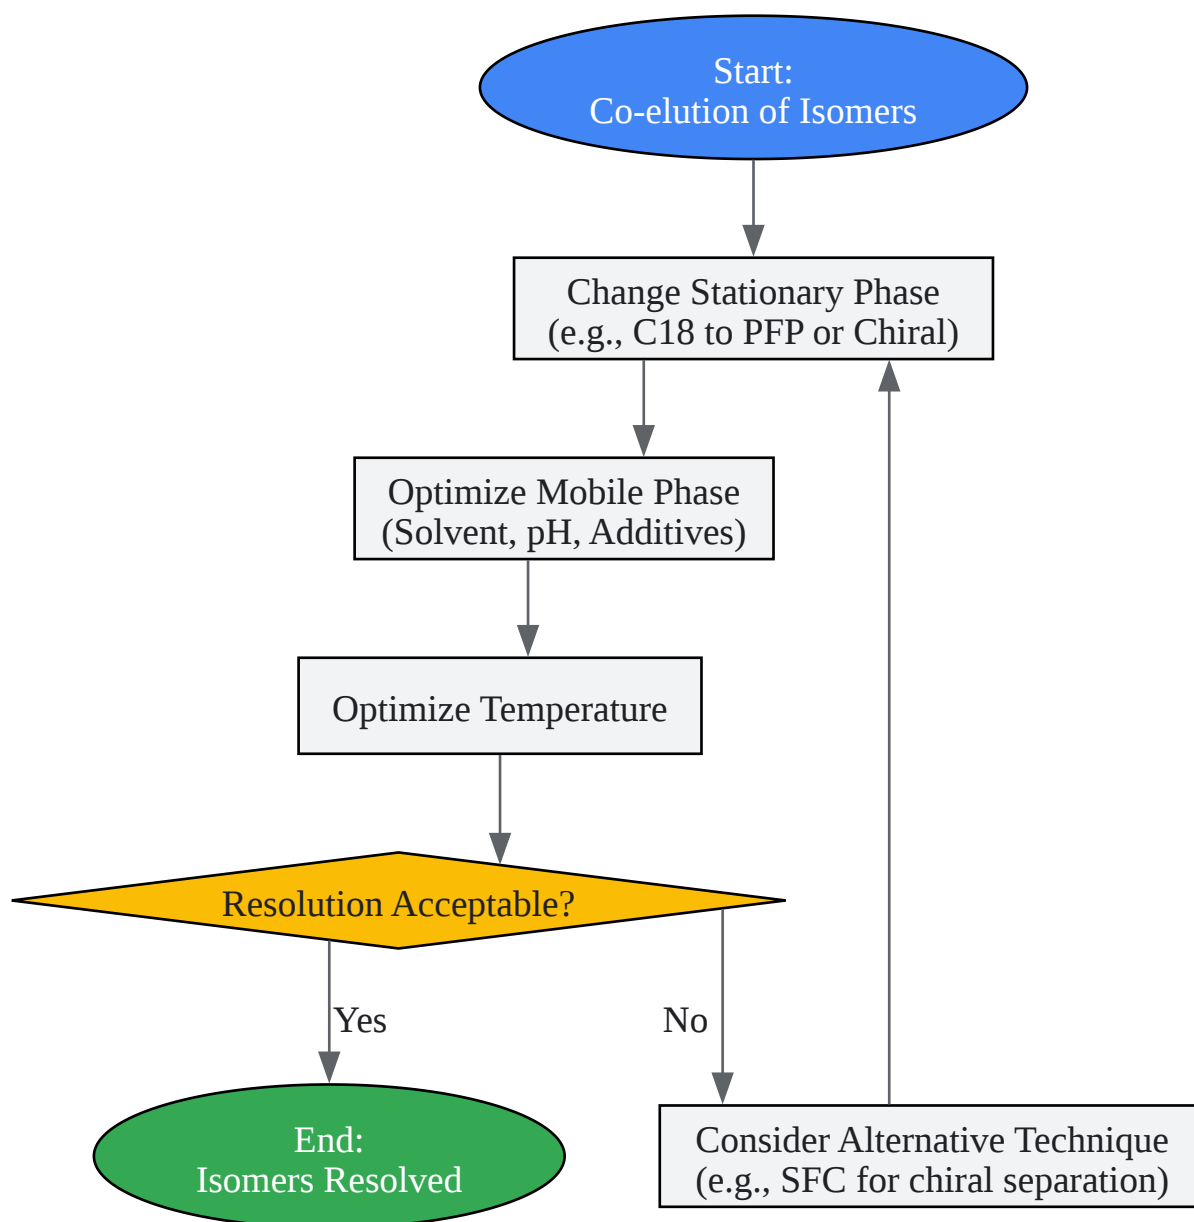 Start:
Co-elution of Isomers
Change Stationary Phase
(e.g., C18 to PFP or Chiral)
Optimize Mobile Phase
(Solvent, pH, Additives)
Optimize Temperature
Resolution Acceptable?
Yes
No
End:
Isomers Resolved
Consider Alternative Technique
(e.g., SFC for chiral separation)